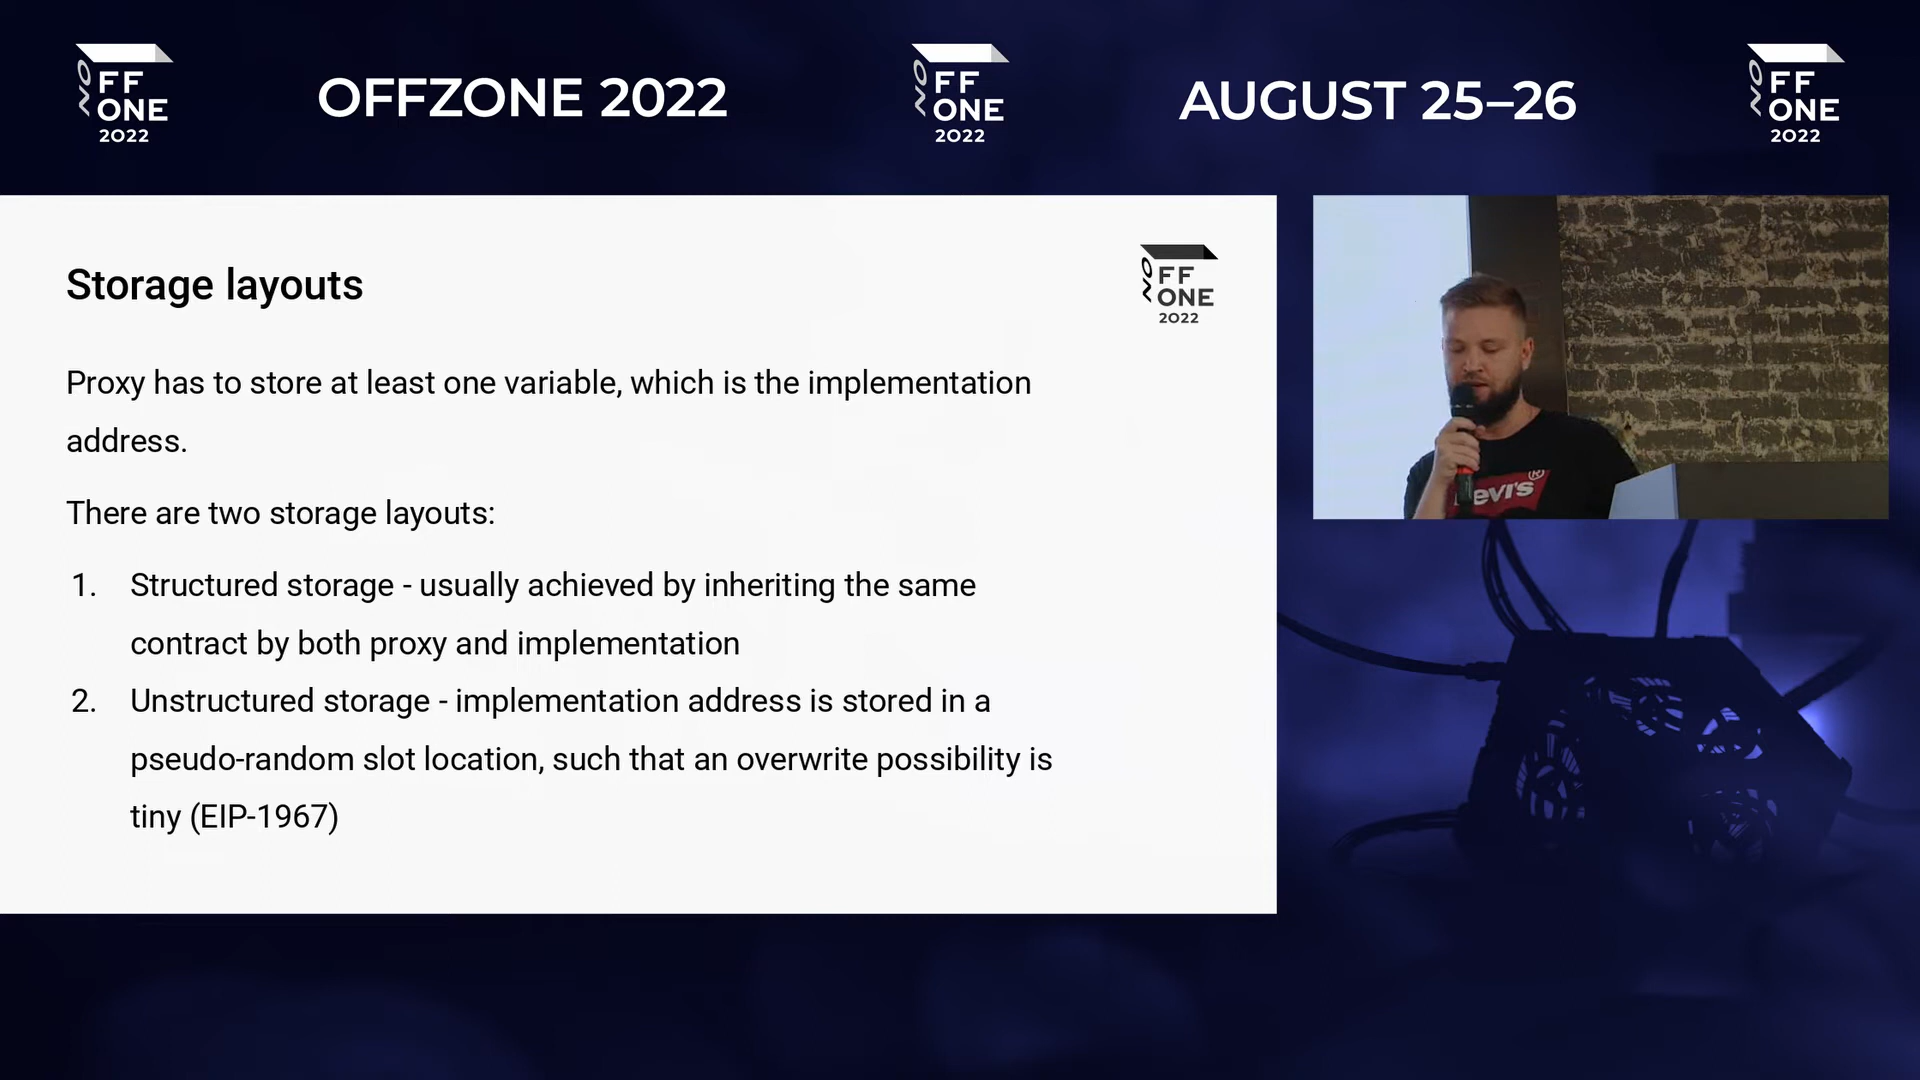 OFF
ZONE
2022
OFFZONE 2022
OFF
ZONE
2022
AUGUST 25–26
OFF
ZONE
2022
Storage layouts
OFF
ZONE
2022
Proxy has to store at least one variable, which is the implementation
address.
There are two storage layouts:
1. Structured storage - usually achieved by inheriting the same
contract by both proxy and implementation
2. Unstructured storage - implementation address is stored in a
pseudo-random slot location, such that an overwrite possibility is
tiny (EIP-1967)
Levi's®